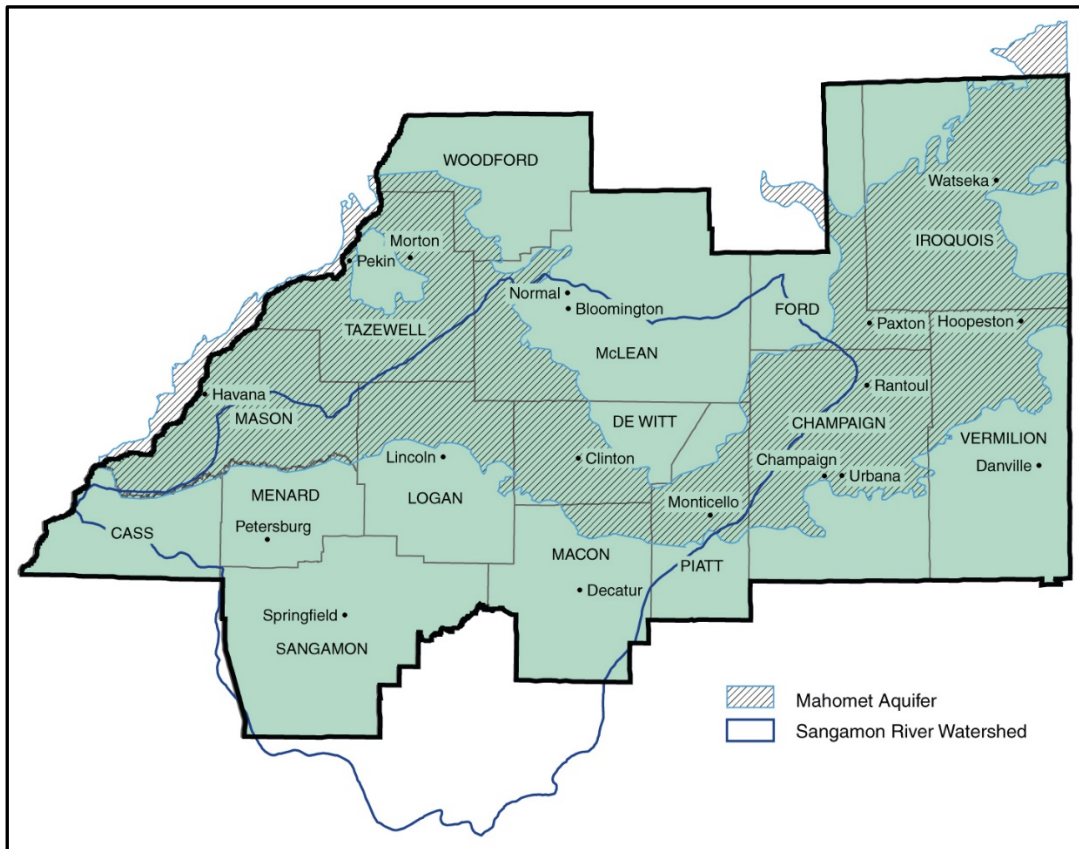 WOODFORD
Watseka
IROQUOIS
Morton
Pekin
Normal
Bloomington
FORD
Paxton
Hoopeston
TAZEWELL
McLEAN
Rantoul
Havana
MASON
DE WITT
CHAMPAIGN
VERMILION
Lincoln
Clinton
Champaign
Urbana
Danville
MENARD
LOGAN
Monticello
CASS
Petersburg
MACON
PIATT
Decatur
Springfield
SANGAMON
Mahomet Aquifer
Sangamon River Watershed